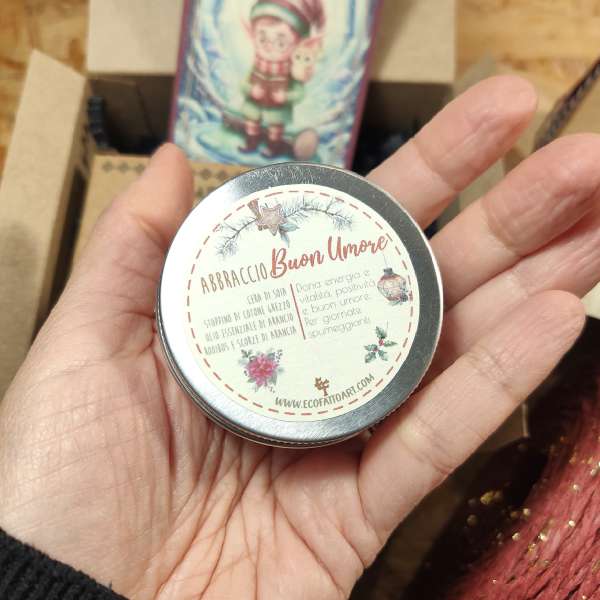 ABBRACCIO Buon Umore
CERA DI SOIA
STOPPINO DI COTONE GREZZO
OLIO ESSENZIALE DI ARANCIO
ROOIBOS E SCORZE DI ARANCIA
Dona energia e
vitalità, positività
e buon umore.
Per giornate
spumeggianti
WWW.ECOFATTOART.COM